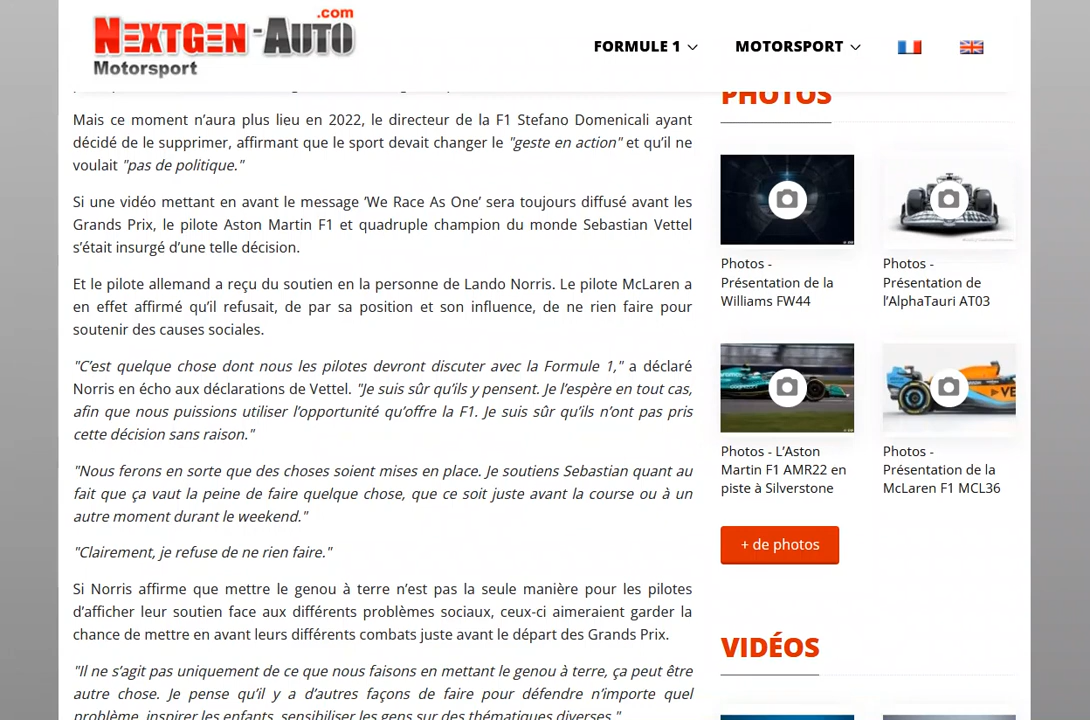 NEXTGEN-AUTO.com
Motorsport
FORMULE 1
MOTORSPORT
Mais ce moment n’aura plus lieu en 2022, le directeur de la F1 Stefano Domenicali ayant
décidé de le supprimer, affirmant que le sport devait changer le "geste en action" et qu’il ne
voulait "pas de politique."
Si une vidéo mettant en avant le message ‘We Race As One’ sera toujours diffusé avant les
Grands Prix, le pilote Aston Martin F1 et quadruple champion du monde Sebastian Vettel
s’était insurgé d’une telle décision.
Et le pilote allemand a reçu du soutien en la personne de Lando Norris. Le pilote McLaren a
en effet affirmé qu’il refusait, de par sa position et son influence, de ne rien faire pour
soutenir des causes sociales.
"C’est quelque chose dont nous les pilotes devront discuter avec la Formule 1," a déclaré
Norris en écho aux déclarations de Vettel. "Je suis sûr qu’ils y pensent. Je l’espère en tout cas,
afin que nous puissions utiliser l’opportunité qu’offre la F1. Je suis sûr qu’ils n’ont pas pris
cette décision sans raison."
"Nous ferons en sorte que des choses soient mises en place. Je soutiens Sebastian quant au
fait que ça vaut la peine de faire quelque chose, que ce soit juste avant la course ou à un
autre moment durant le weekend."
"Clairement, je refuse de ne rien faire."
Si Norris affirme que mettre le genou à terre n’est pas la seule manière pour les pilotes
d’afficher leur soutien face aux différents problèmes sociaux, ceux-ci aimeraient garder la
chance de mettre en avant leurs différents combats juste avant le départ des Grands Prix.
"Il ne s’agit pas uniquement de ce que nous faisons en mettant le genou à terre, ça peut être
autre chose. Je pense qu’il y a d’autres façons de faire pour défendre n’importe quel
problème, inspirer les enfants, sensibiliser les gens sur des thématiques diverses."
PHOTOS
Photos -
Présentation de la
Williams FW44
Photos -
Présentation de
l’AlphaTauri AT03
Photos - L’Aston
Martin F1 AMR22 en
piste à Silverstone
Photos -
Présentation de la
McLaren F1 MCL36
+ de photos
VIDÉOS